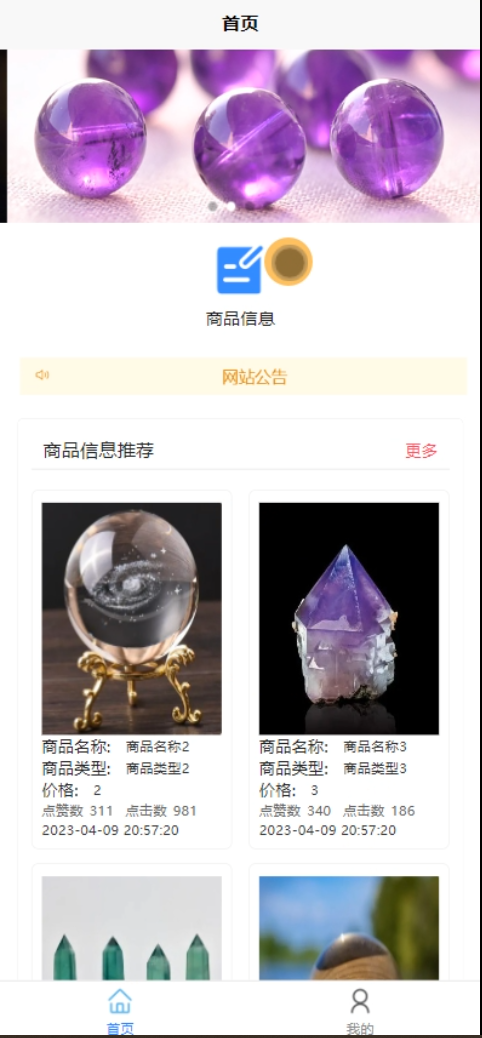 首页
商品信息
网站公告
商品信息推荐 更多
商品名称: 商品名称2
商品类型: 商品类型2
价格: 2
点赞数 311 点击数 981
2023-04-09 20:57:20
商品名称: 商品名称3
商品类型: 商品类型3
价格: 3
点赞数 340 点击数 186
2023-04-09 20:57:20
首页
我的